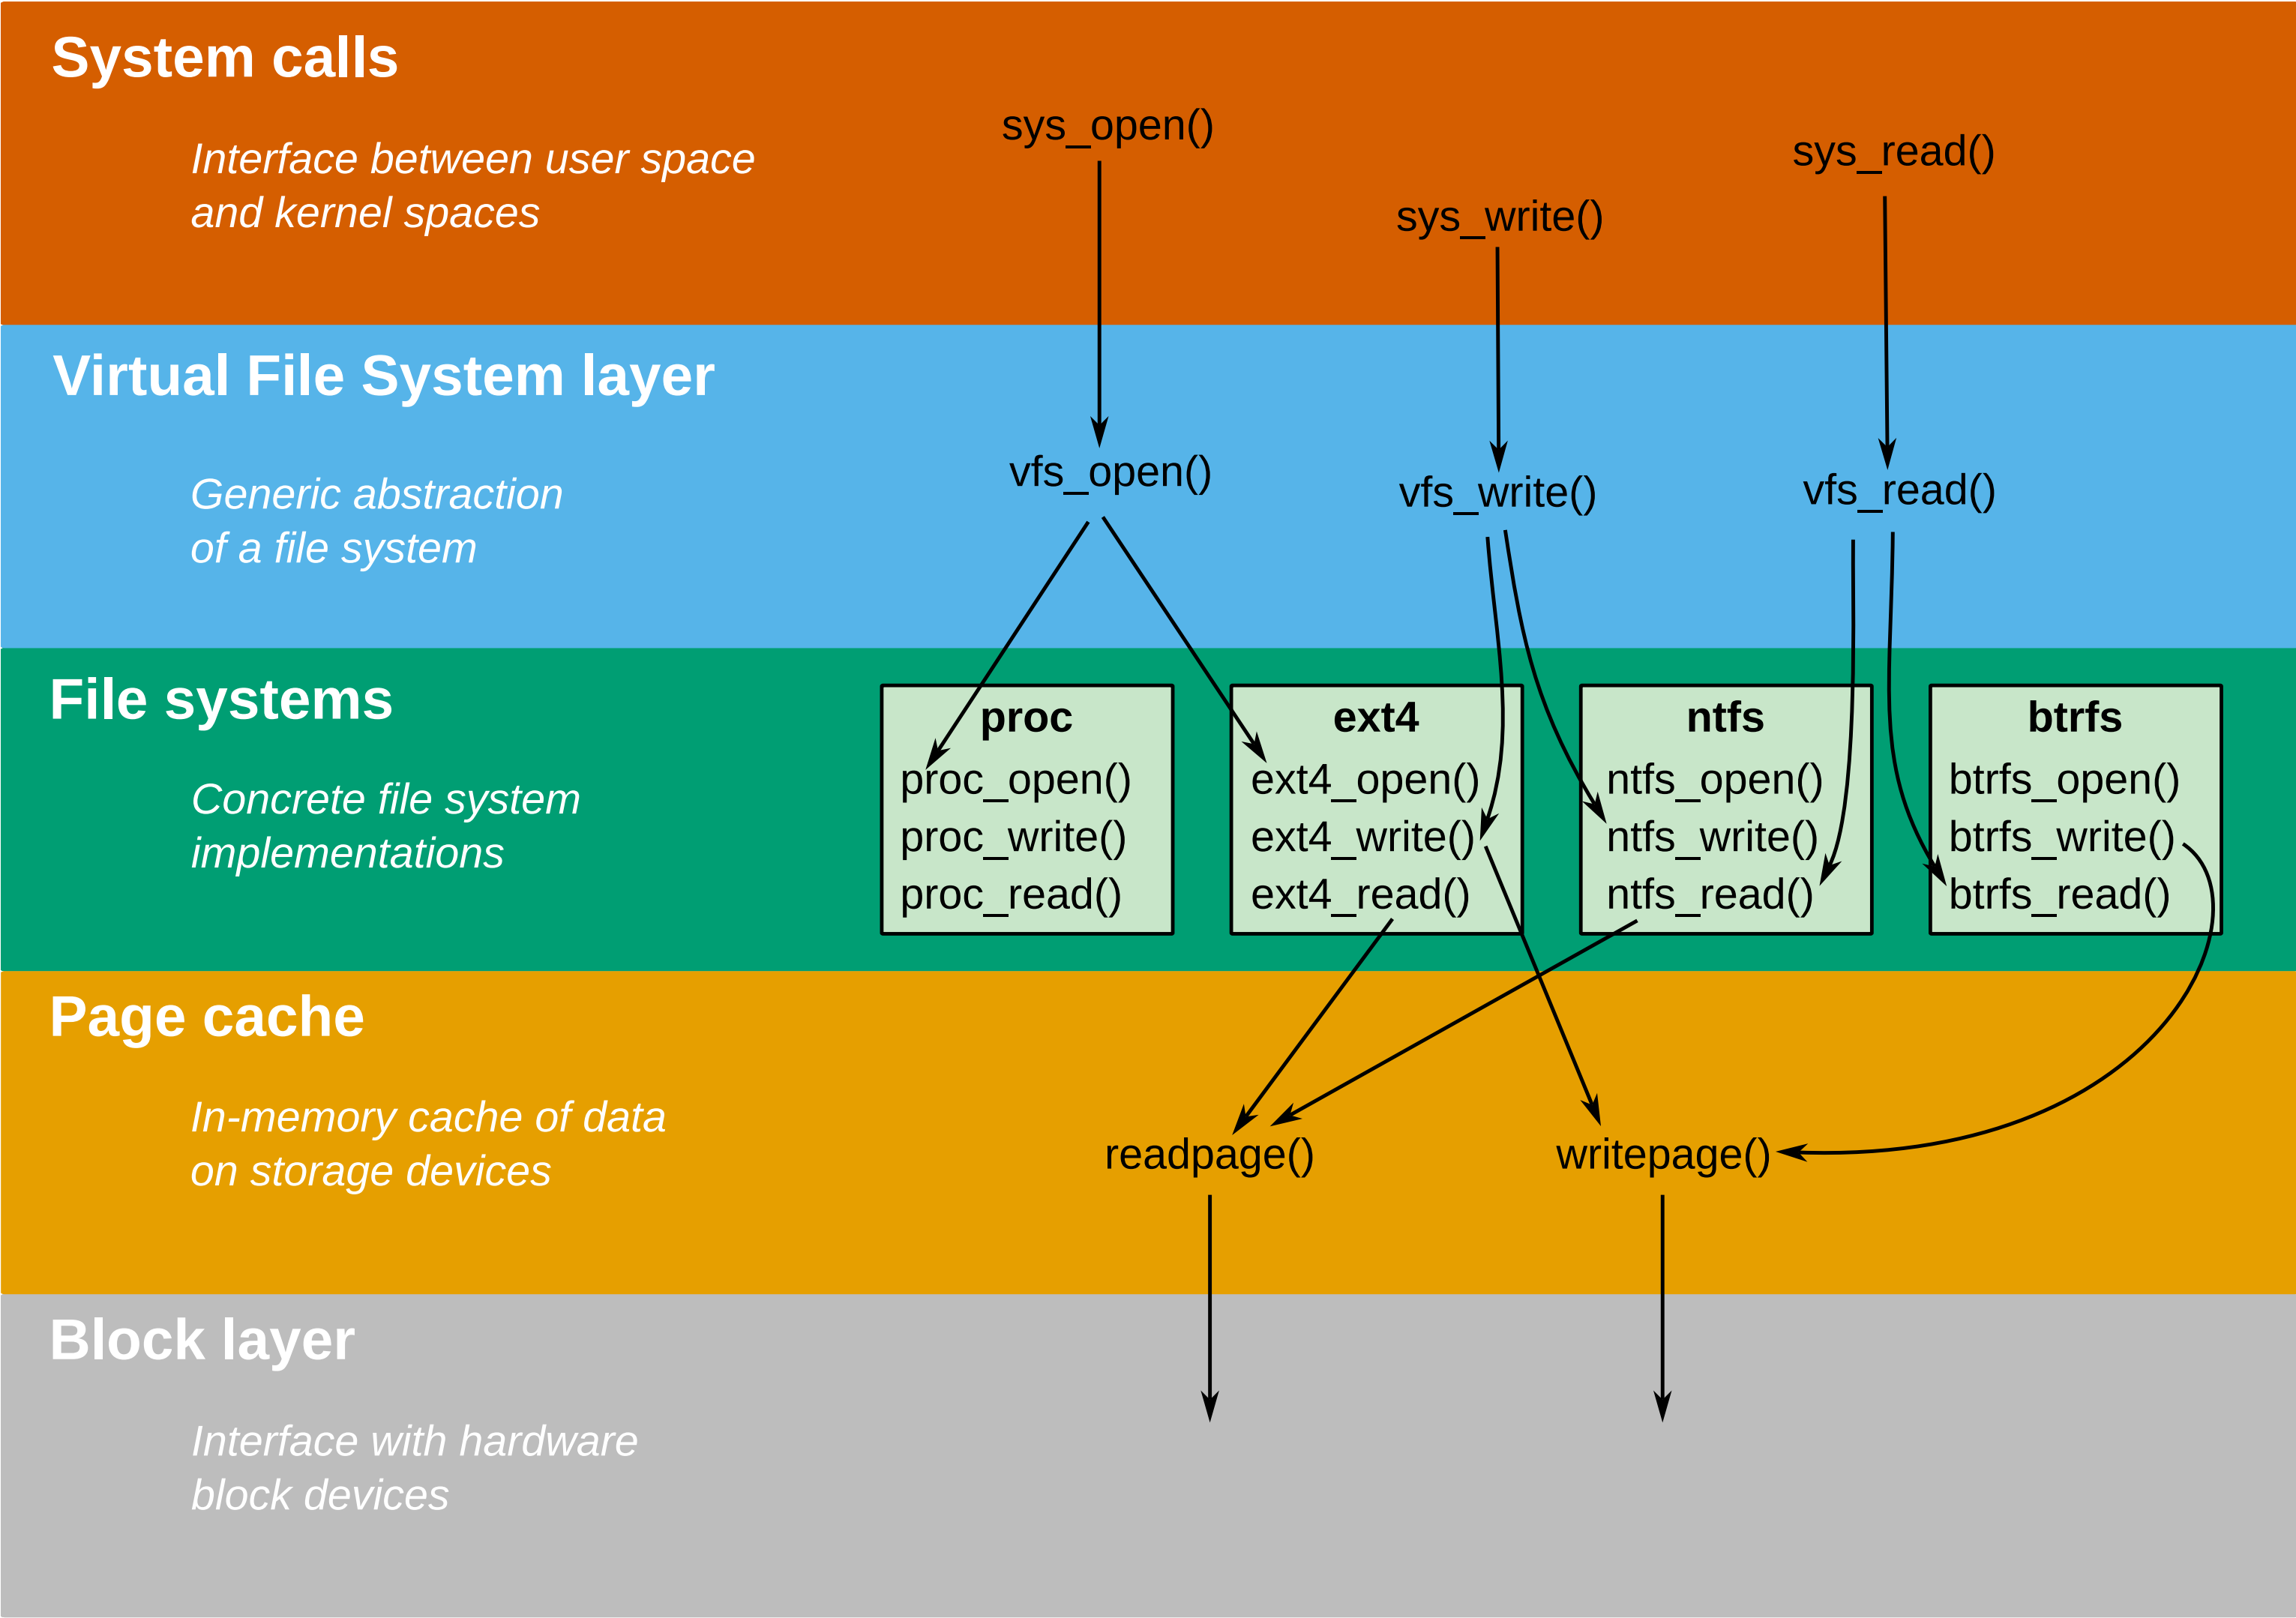 System calls
Interface between user space
and kernel spaces
sys_open()
sys_write()
sys_read()
Virtual File System layer
Generic abstraction
of a file system
vfs_open()
vfs_write()
vfs_read()
File systems
Concrete file system
implementations
proc
proc_open()
proc_write()
proc_read()
ext4
ext4_open()
ext4_write()
ext4_read()
ntfs
ntfs_open()
ntfs_write()
ntfs_read()
btrfs
btrfs_open()
btrfs_write()
btrfs_read()
Page cache
In-memory cache of data
on storage devices
readpage()
writepage()
Block layer
Interface with hardware
block devices